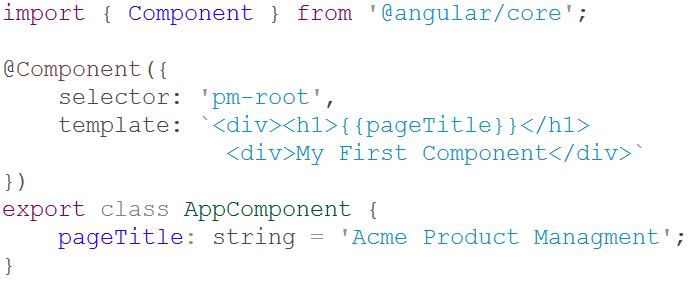 import { Component } from '@angular/core';
@Component({
    selector: 'pm-root',
    template: `<div><h1>{{pageTitle}}</h1>
                <div>My First Component</div>`
})
export class AppComponent {
    pageTitle: string = 'Acme Product Managment';
}